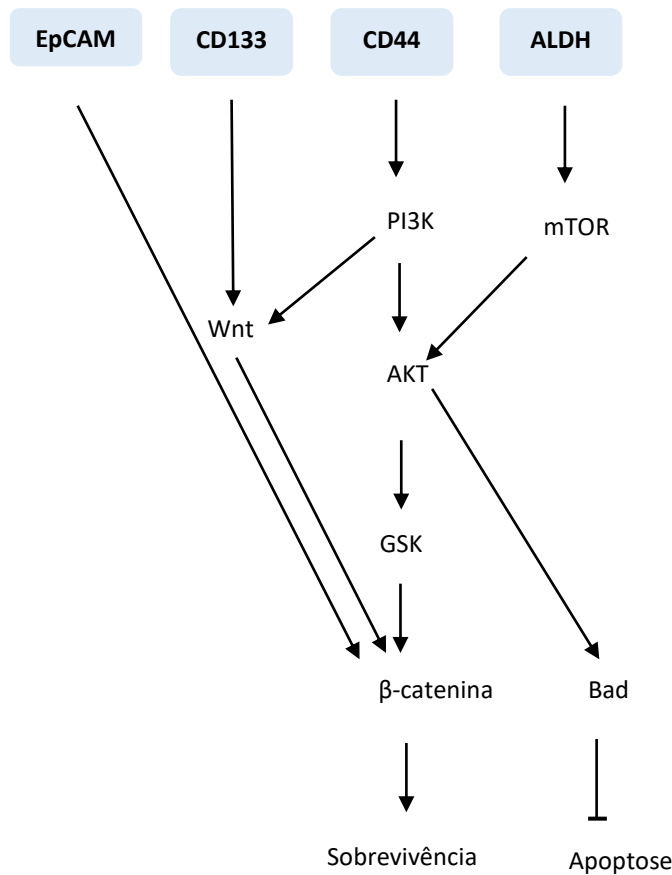 EpCAM
CD133
CD44
ALDH
PI3K
mTOR
Wnt
AKT
GSK
β-catenina
Bad
Sobrevivência
Apoptose